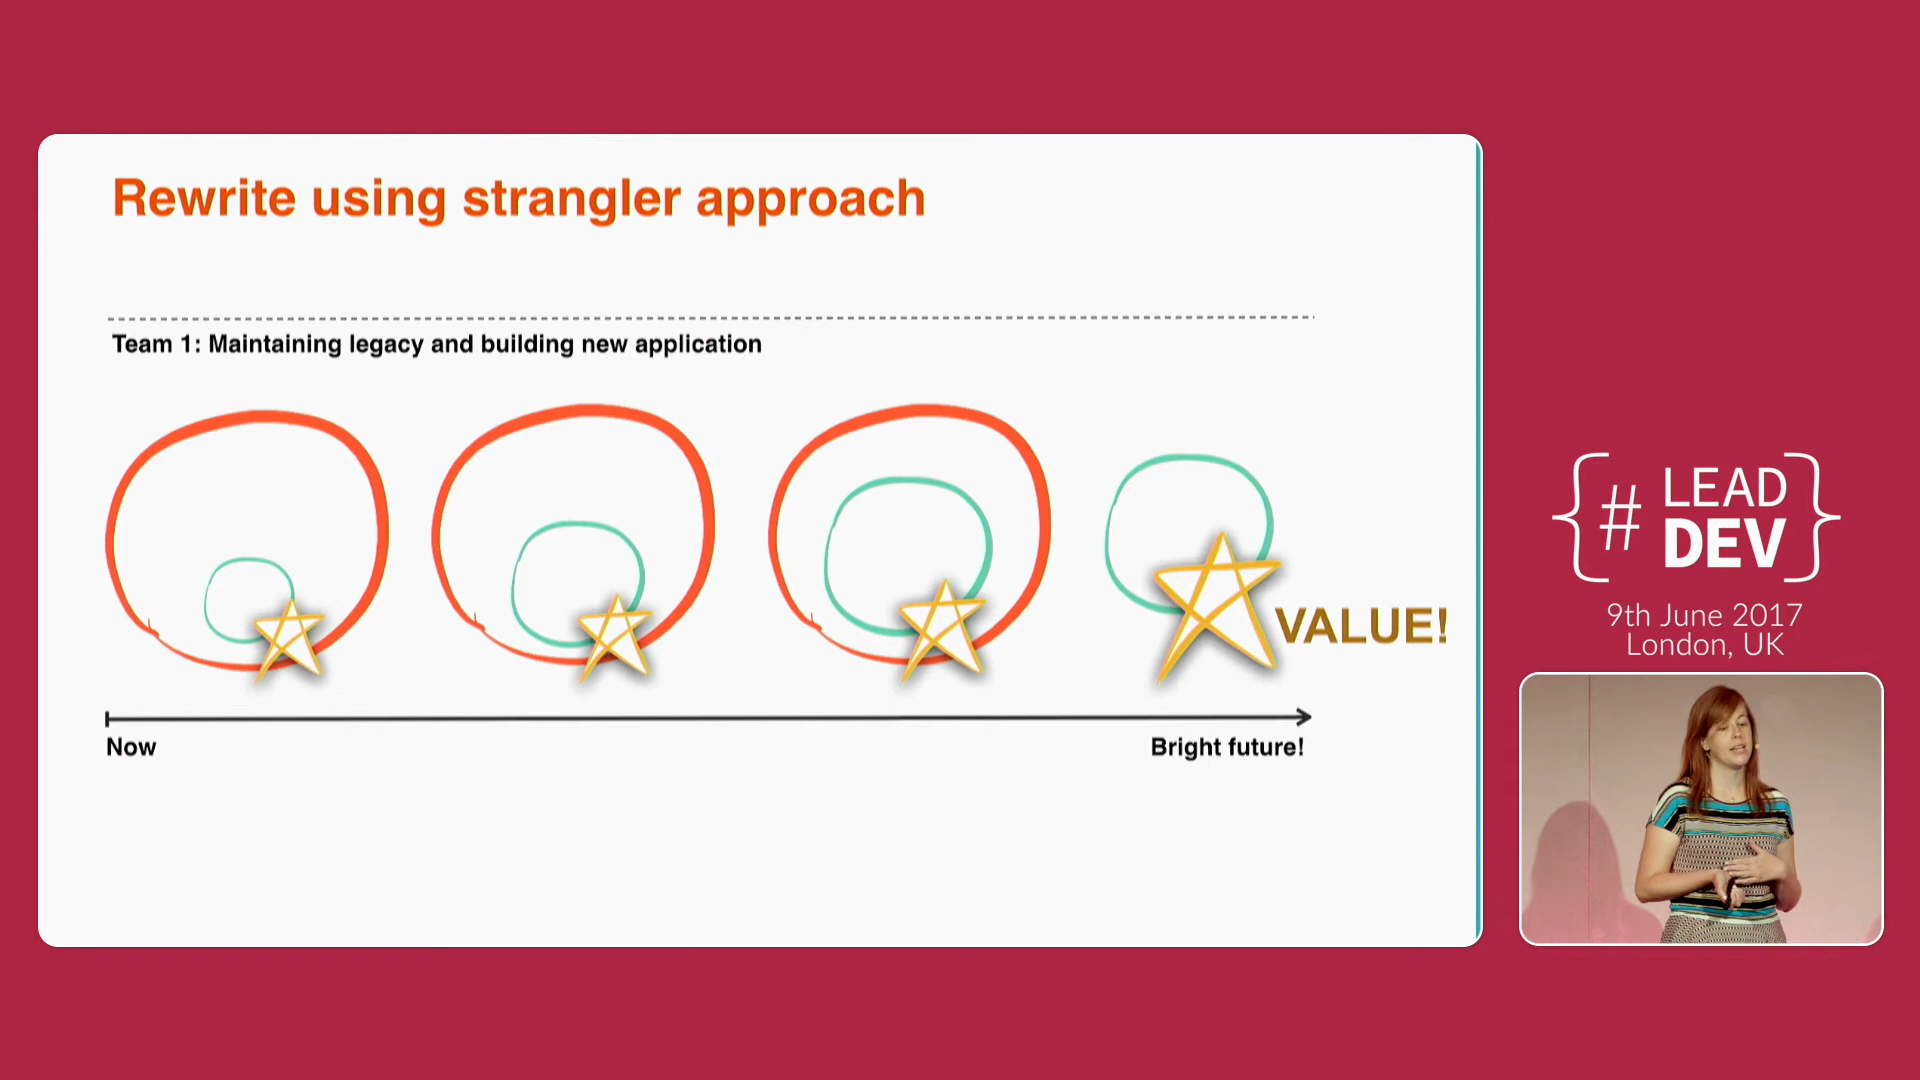 Rewrite using strangler approach
Team 1: Maintaining legacy and building new application
VALUE!
Now
Bright future!
{# LEAD
DEV}
9th June 2017
London, UK